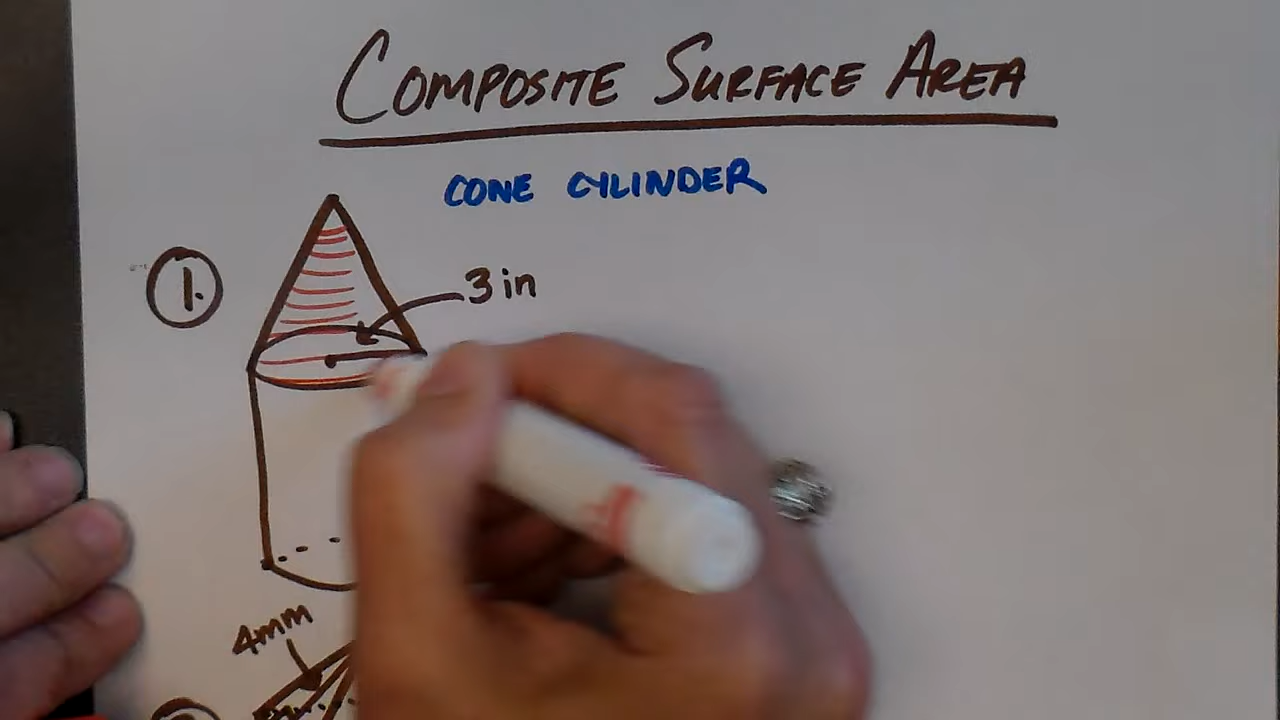 COMPOSITE SURFACE AREA
CONE CYLINDER
1.
3 in
4mm